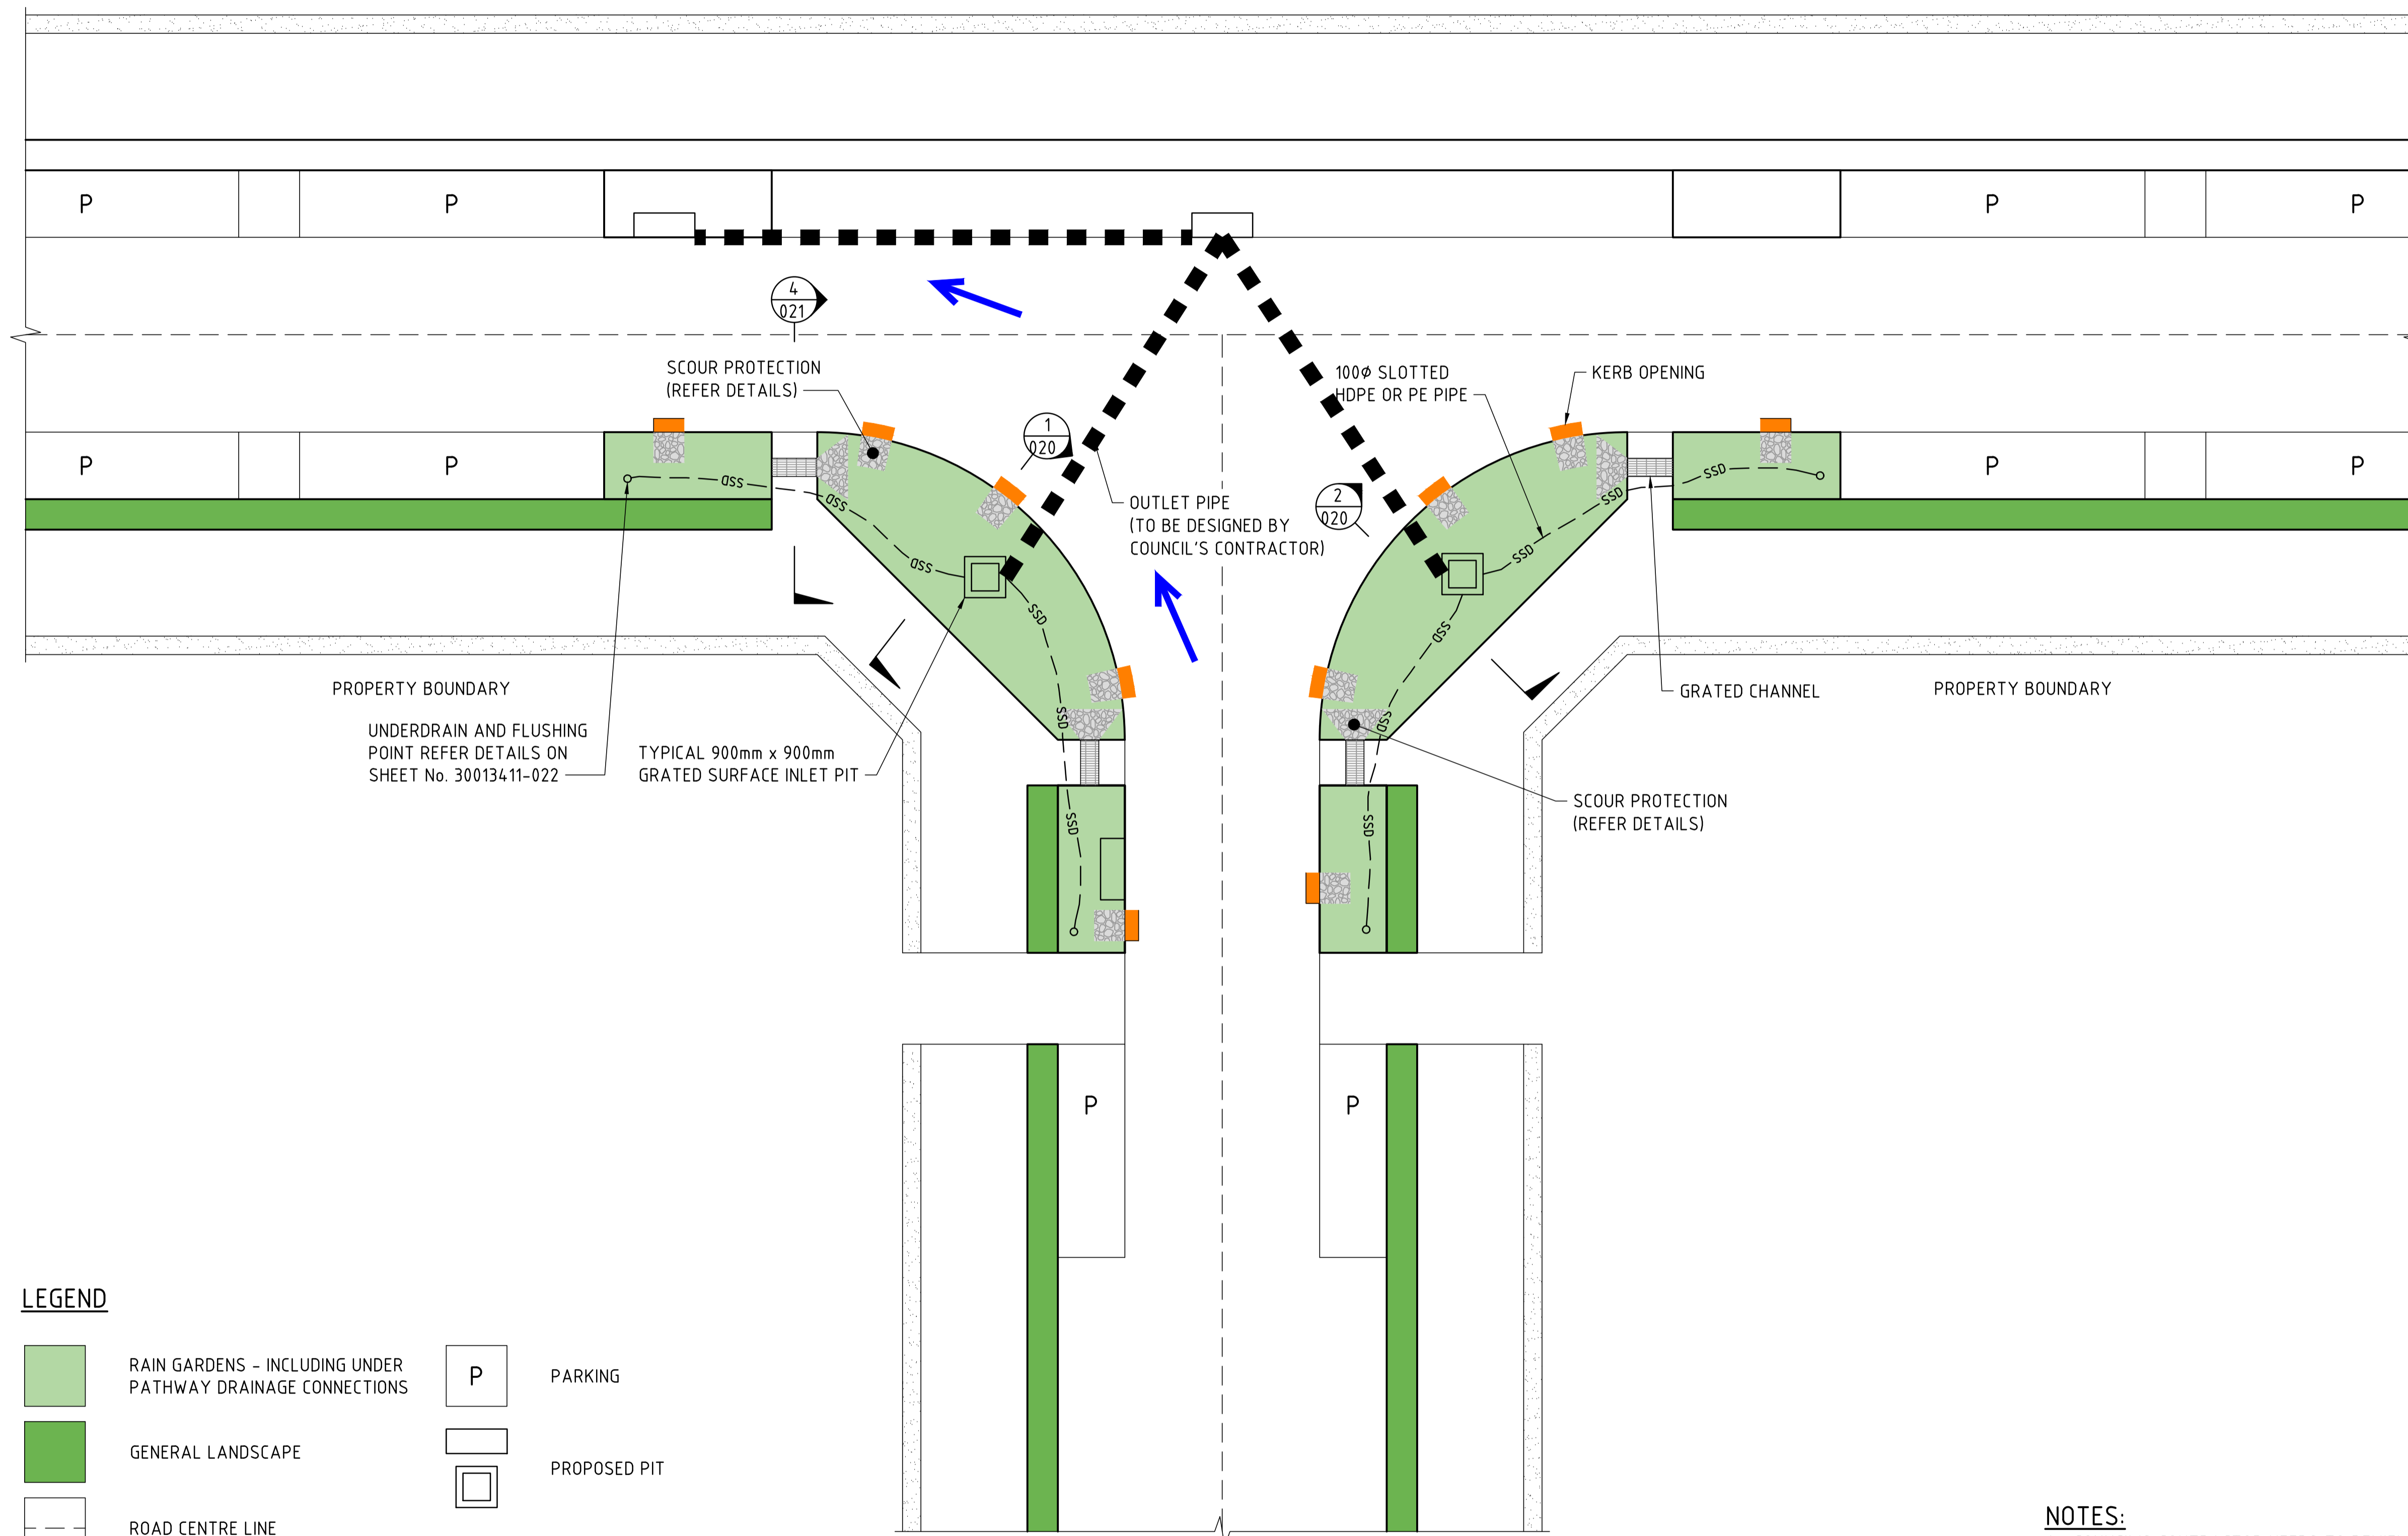 P
P
P
P
4
021
SCOUR PROTECTION
(REFER DETAILS)
1
020
100Ø SLOTTED
HDPE OR PE PIPE
KERB OPENING
P
P
P
P
SSD
SSD
SSD
SSD
SSD
SSD
SSD
SSD
SSD
SSD
SSD
SSD
2
020
OUTLET PIPE
(TO BE DESIGNED BY
COUNCIL'S CONTRACTOR)
PROPERTY BOUNDARY
GRATED CHANNEL
PROPERTY BOUNDARY
UNDERDRAIN AND FLUSHING
POINT REFER DETAILS ON
SHEET No. 30013411-022
TYPICAL 900mm x 900mm
GRATED SURFACE INLET PIT
SCOUR PROTECTION
(REFER DETAILS)
P
P
LEGEND
RAIN GARDENS - INCLUDING UNDER
PATHWAY DRAINAGE CONNECTIONS
P
PARKING
GENERAL LANDSCAPE
PROPOSED PIT
ROAD CENTRE LINE
NOTES: